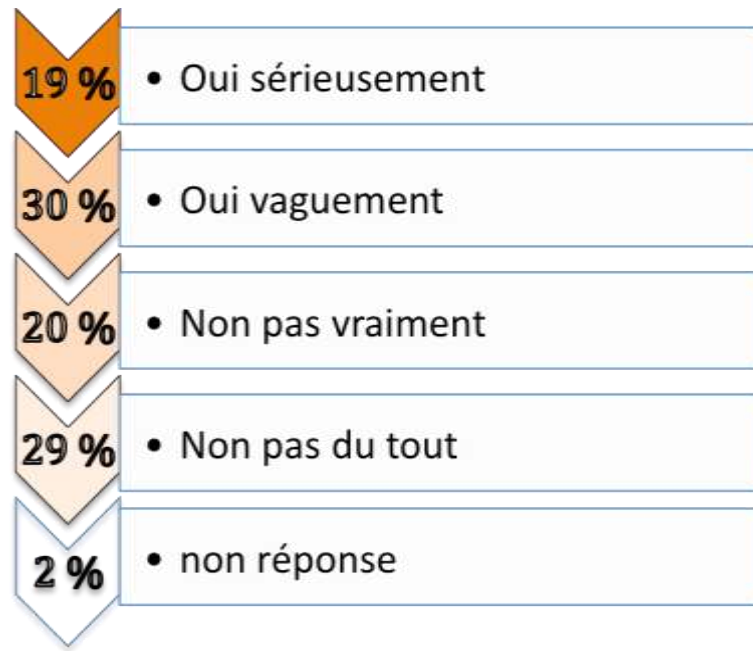 19 % • Oui sérieusement
30 % • Oui vaguement
20 % • Non pas vraiment
29 % • Non pas du tout
2 % • non réponse